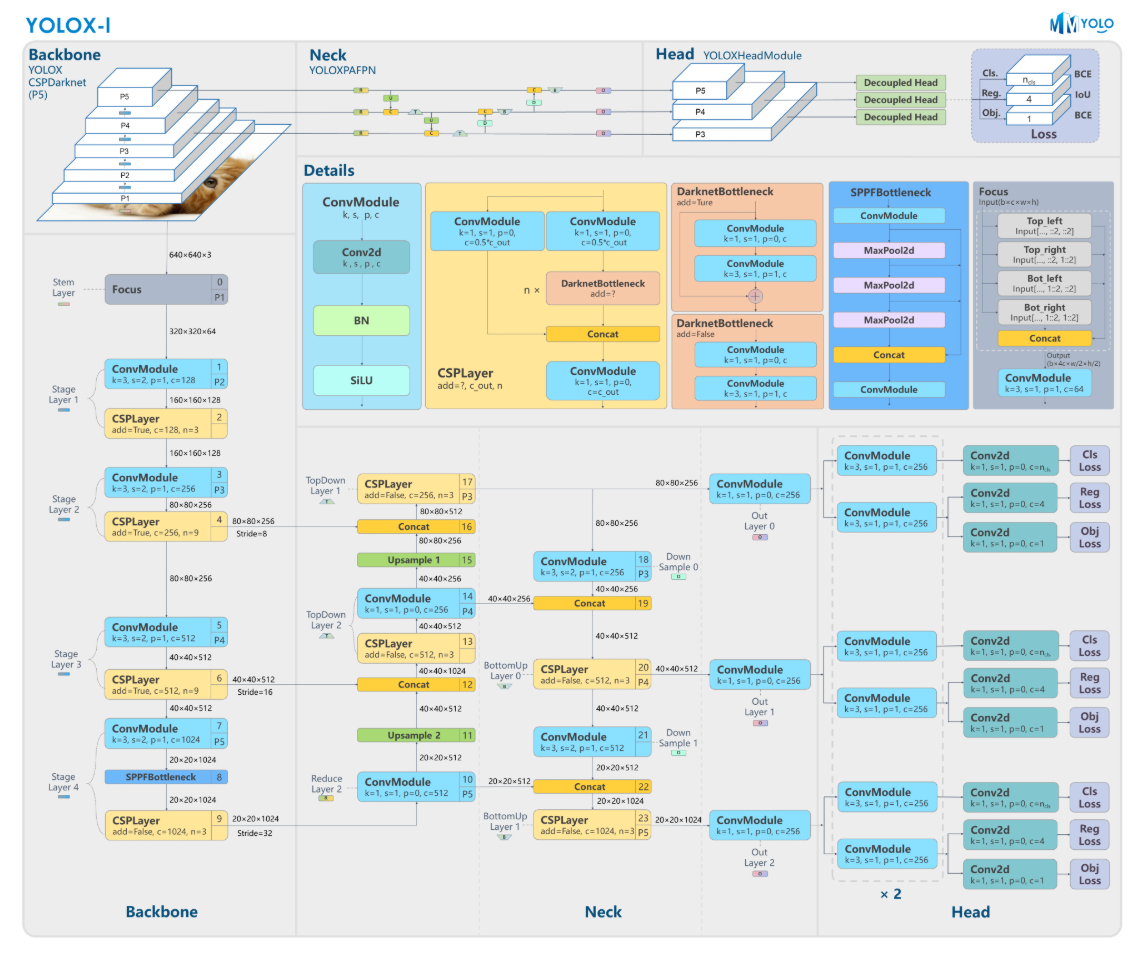 YOLOX-l
MMYOLO
Backbone
YOLOX
CSPDarknet
(P5)
P5
P4
P3
P2
P1
Neck
YOLOXPAFPN
R
U
C
A
D
O
R
C
T
C
B
O
U
D
R
C
T
O
Head YOLOXHeadModule
P5
P4
P3
Decoupled Head
Decoupled Head
Decoupled Head
Cls.
Reg.
Obj.
n_cls
4
1
BCE
IoU
BCE
Loss
Details
ConvModule
k, s, p, c
Conv2d
k , s , p , c
BN
SiLU
ConvModule
k=1, s=1, p=0,
c=0.5*c_out
ConvModule
k=1, s=1, p=0,
c=0.5*c_out
n ×
DarknetBottleneck
add=?
Concat
CSPLayer
add=?, c_out, n
ConvModule
k=1, s=1, p=0,
c=c_out
DarknetBottleneck
add=Ture
ConvModule
k=1, s=1, p=0, c
ConvModule
k=3, s=1, p=1, c
DarknetBottleneck
add=False
ConvModule
k=1, s=1, p=0, c
ConvModule
k=3, s=1, p=1, c
SPPFBottleneck
ConvModule
MaxPool2d
MaxPool2d
MaxPool2d
Concat
ConvModule
Focus
Input(b×c×w×h)
Top_left
Input[..., ::2, ::2]
Top_right
Input[..., ::2, 1::2]
Bot_left
Input[..., 1::2, ::2]
Bot_right
Input[..., 1::2, 1::2]
Concat
Output
(b×4c×w/2×h/2)
ConvModule
k=3, s=1, p=1, c=64
640×640×3
Stem
Layer
Focus
0
P1
320×320×64
Stage
Layer 1
ConvModule
k=3, s=2, p=1, c=128
1
P2
160×160×128
CSPLayer
add=True, c=128, n=3
2
160×160×128
Stage
Layer 2
ConvModule
k=3, s=2, p=1, c=256
3
P3
80×80×256
CSPLayer
add=True, c=256, n=9
4
80×80×256
Stride=8
80×80×256
Stage
Layer 3
ConvModule
k=3, s=2, p=1, c=512
5
P4
40×40×512
CSPLayer
add=True, c=512, n=9
6
40×40×512
Stride=16
40×40×512
Stage
Layer 4
ConvModule
k=3, s=2, p=1, c=1024
7
P5
20×20×1024
SPPFBottleneck
8
20×20×1024
CSPLayer
add=False, c=1024, n=3
9
20×20×1024
Stride=32
Backbone
TopDown
Layer 1
T
CSPLayer
add=False, c=256, n=3
17
P3
80×80×512
Concat
16
80×80×256
Upsample 1
15
40×40×256
TopDown
Layer 2
T
ConvModule
k=1, s=1, p=0, c=256
14
P4
40×40×512
CSPLayer
add=False, c=512, n=3
13
40×40×1024
Concat
12
40×40×512
Upsample 2
11
20×20×512
Reduce
Layer 2
R
ConvModule
k=1, s=1, p=0, c=512
10
P5
80×80×256
80×80×256
ConvModule
k=3, s=2, p=1, c=256
18
P3
Down
Sample 0
D
40×40×256
40×40×256
Concat
19
40×40×512
BottomUp
Layer 0
B
CSPLayer
add=False, c=512, n=3
20
P4
40×40×512
40×40×512
ConvModule
k=3, s=2, p=1, c=512
21
Down
Sample 1
D
20×20×512
20×20×512
Concat
22
20×20×1024
BottomUp
Layer 1
B
CSPLayer
add=False, c=1024, n=3
23
P5
20×20×1024
Neck
ConvModule
k=1, s=1, p=0, c=256
Out
Layer 0
O
ConvModule
k=1, s=1, p=0, c=256
Out
Layer 1
O
ConvModule
k=1, s=1, p=0, c=256
Out
Layer 2
O
ConvModule
k=3, s=1, p=1, c=256
ConvModule
k=3, s=1, p=1, c=256
Conv2d
k=1, s=1, p=0, c=n_cls
Cls
Loss
Conv2d
k=1, s=1, p=0, c=4
Reg
Loss
Conv2d
k=1, s=1, p=0, c=1
Obj
Loss
ConvModule
k=3, s=1, p=1, c=256
ConvModule
k=3, s=1, p=1, c=256
Conv2d
k=1, s=1, p=0, c=n_cls
Cls
Loss
Conv2d
k=1, s=1, p=0, c=4
Reg
Loss
Conv2d
k=1, s=1, p=0, c=1
Obj
Loss
ConvModule
k=3, s=1, p=1, c=256
ConvModule
k=3, s=1, p=1, c=256
Conv2d
k=1, s=1, p=0, c=n_cls
Cls
Loss
Conv2d
k=1, s=1, p=0, c=4
Reg
Loss
Conv2d
k=1, s=1, p=0, c=1
Obj
Loss
× 2
Head